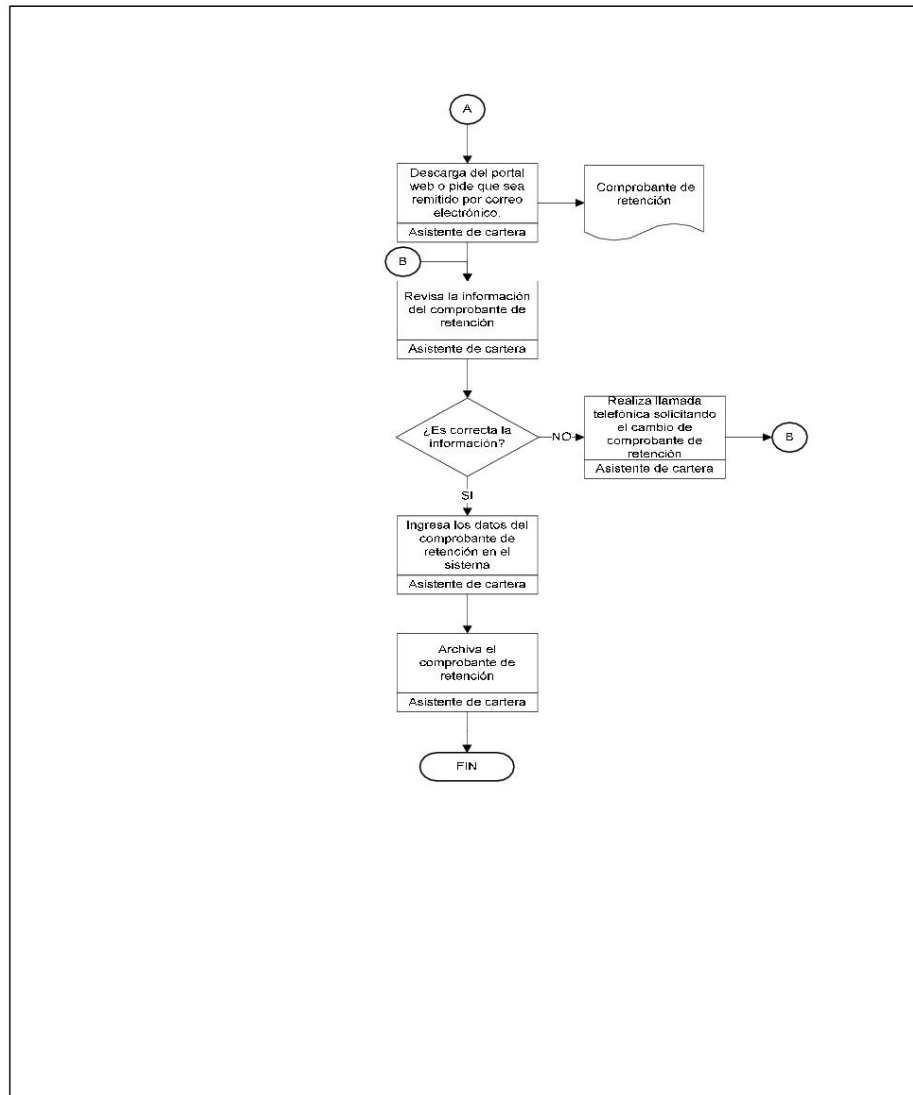 A
Descarga del portal
web o pide que sea
remitido por correo
electrónico.
Asistente de cartera
Comprobante de
retención
B
Revisa la información
del comprobante de
retención
Asistente de cartera
¿Es correcta la
información?
NO
Realiza llamada
telefónica solicitando
el cambio de
comprobante de
retención
Asistente de cartera
B
SI
Ingresa los datos del
comprobante de
retención en el
sistema
Asistente de cartera
Archiva el
comprobante de
retención
Asistente de cartera
FIN